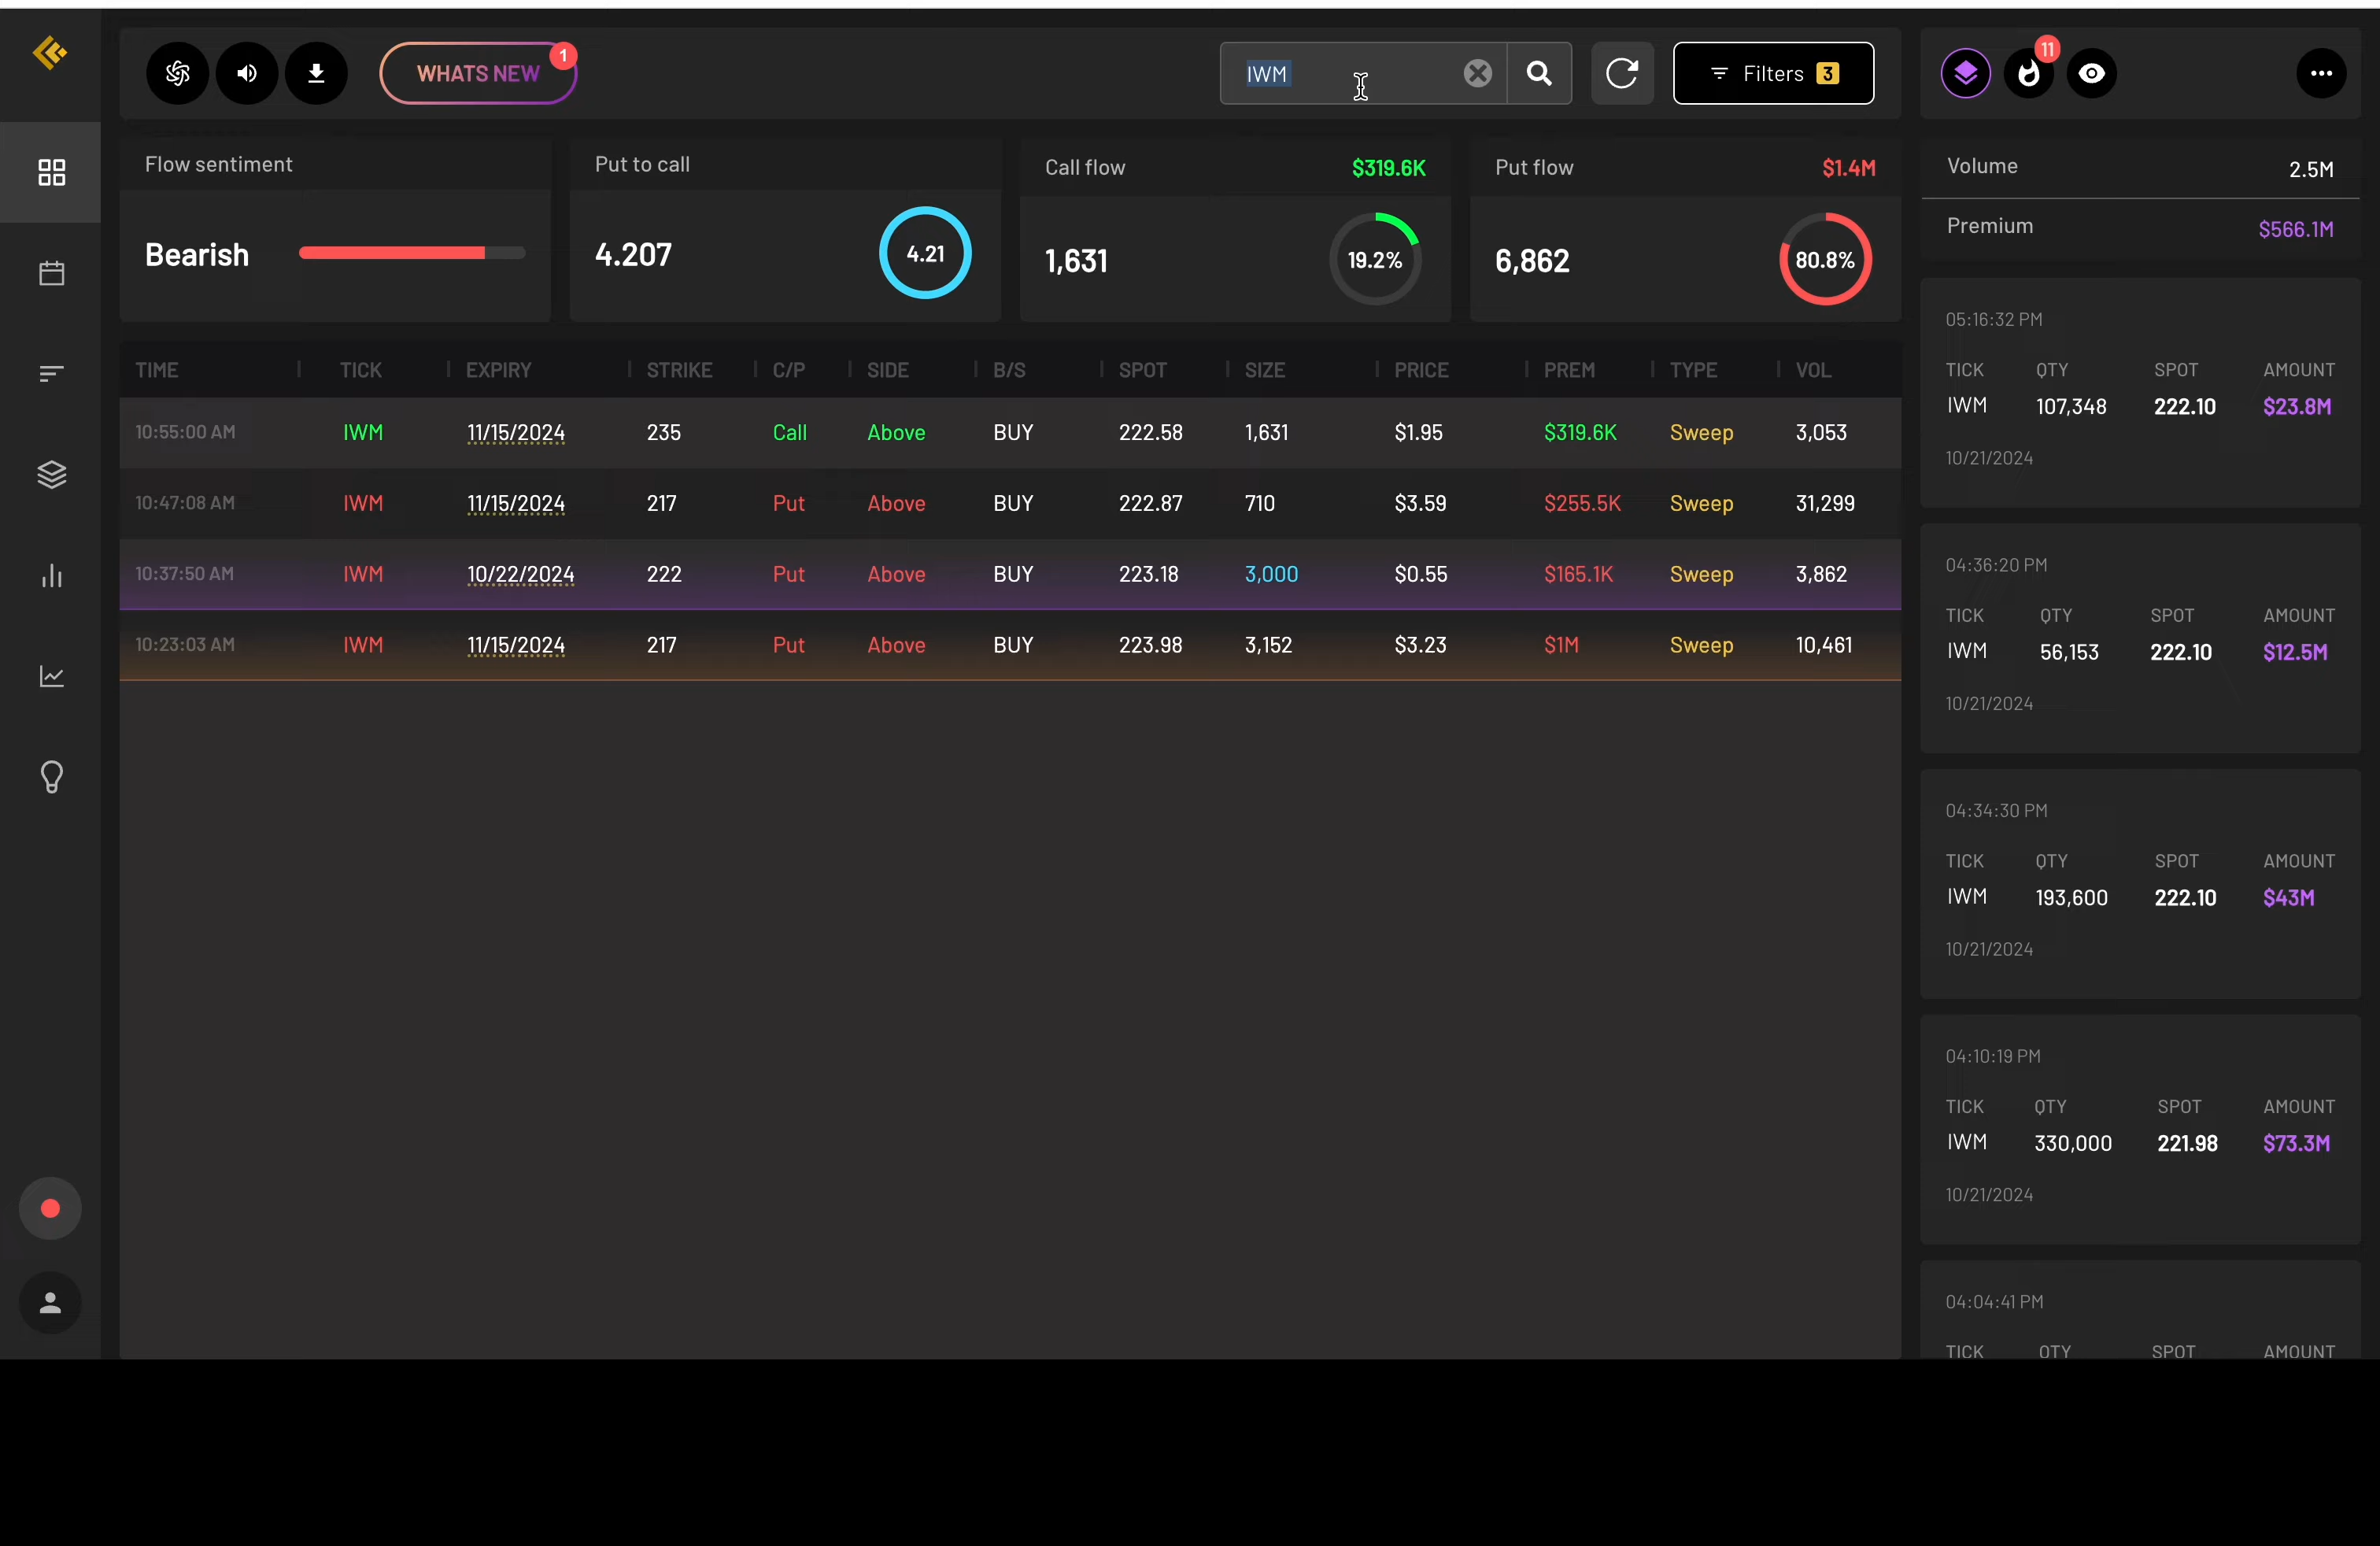 WHATS NEW 1 IWM Filters 3 11
Flow sentiment Put to call Call flow $319.6K Put flow $1.4M
Bearish 4.207 4.21 1,631 19.2% 6,862 80.8%
Volume 2.5M
Premium $566.1M
TIME TICK EXPIRY STRIKE C/P SIDE B/S SPOT SIZE PRICE PREM TYPE VOL
10:55:00 AM IWM 11/15/2024 235 Call Above BUY 222.58 1,631 $1.95 $319.6K Sweep 3,053
10:47:08 AM IWM 11/15/2024 217 Put Above BUY 222.87 710 $3.59 $255.5K Sweep 31,299
10:37:50 AM IWM 10/22/2024 222 Put Above BUY 223.18 3,000 $0.55 $165.1K Sweep 3,862
10:23:03 AM IWM 11/15/2024 217 Put Above BUY 223.98 3,152 $3.23 $1M Sweep 10,461
05:16:32 PM
TICK QTY SPOT AMOUNT
IWM 107,348 222.10 $23.8M
10/21/2024
04:36:20 PM
TICK QTY SPOT AMOUNT
IWM 56,153 222.10 $12.5M
10/21/2024
04:34:30 PM
TICK QTY SPOT AMOUNT
IWM 193,600 222.10 $43M
10/21/2024
04:10:19 PM
TICK QTY SPOT AMOUNT
IWM 330,000 221.98 $73.3M
10/21/2024
04:04:41 PM
TICK QTY SPOT AMOUNT